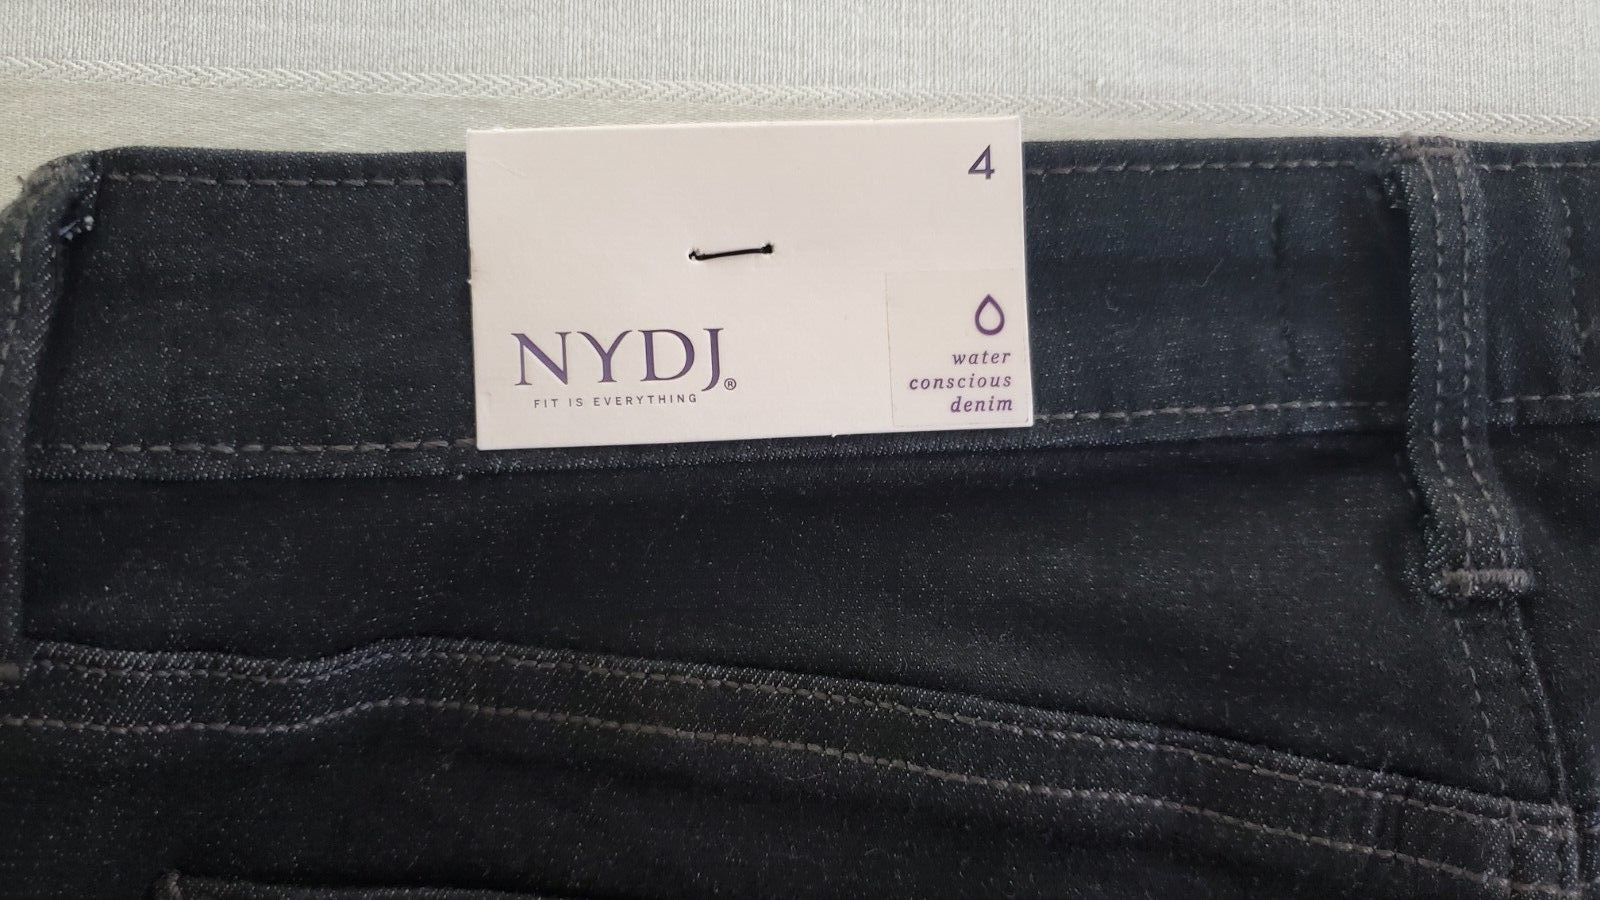 4
NYDJ®
FIT IS EVERYTHING
water
conscious
denim